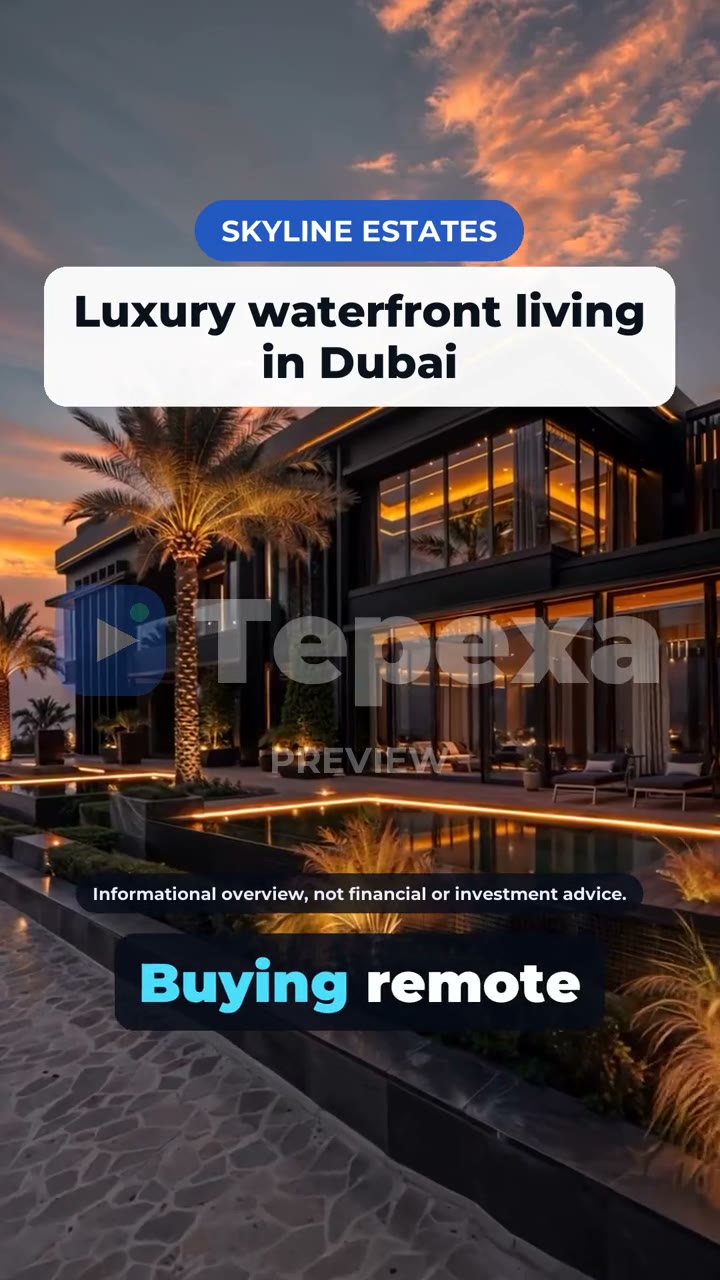 SKYLINE ESTATES
Luxury waterfront living
in Dubai
Tepexa
PREVIEW
Informational overview, not financial or investment advice.
Buying remote